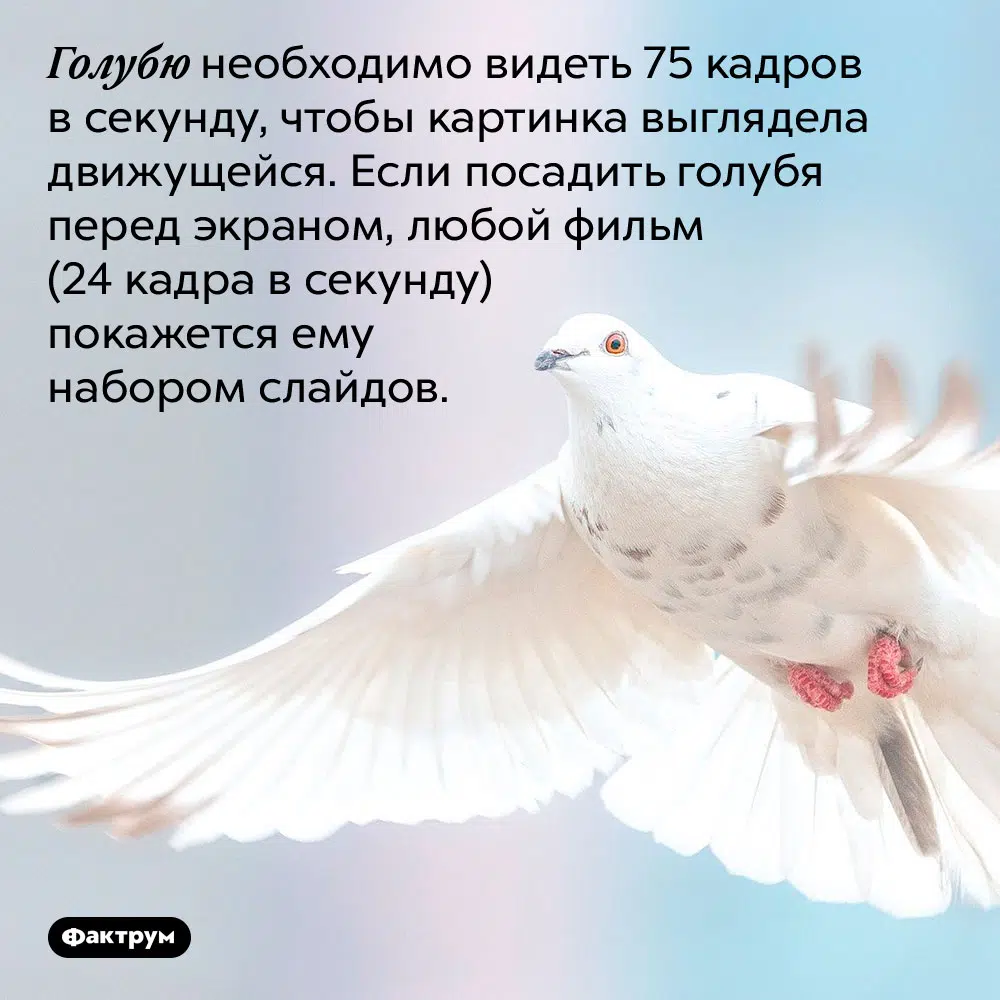 Голубю необходимо видеть 75 кадров
в секунду, чтобы картинка выглядела
движущейся. Если посадить голубя
перед экраном, любой фильм
(24 кадра в секунду)
покажется ему
набором слайдов.
Фактрум